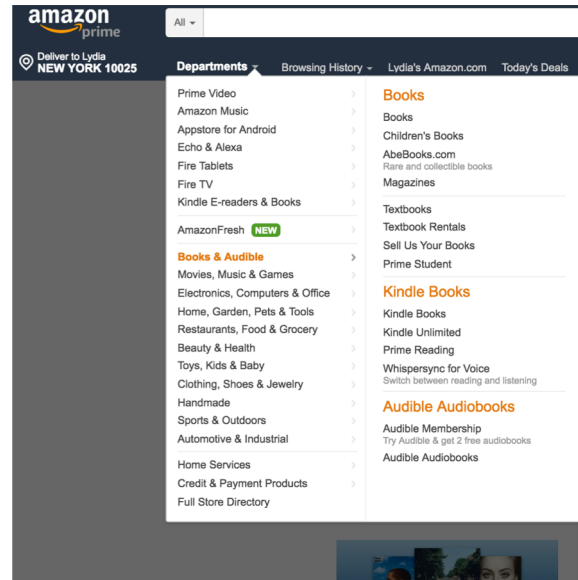 amazon
prime
All
Deliver to Lydia
NEW YORK 10025
Departments
Browsing History
Lydia's Amazon.com
Today's Deals
Prime Video
Amazon Music
Appstore for Android
Echo & Alexa
Fire Tablets
Fire TV
Kindle E-readers & Books
AmazonFresh NEW
Books & Audible
Movies, Music & Games
Electronics, Computers & Office
Home, Garden, Pets & Tools
Restaurants, Food & Grocery
Beauty & Health
Toys, Kids & Baby
Clothing, Shoes & Jewelry
Handmade
Sports & Outdoors
Automotive & Industrial
Home Services
Credit & Payment Products
Full Store Directory
Books
Books
Children's Books
AbeBooks.com
Rare and collectible books
Magazines
Textbooks
Textbook Rentals
Sell Us Your Books
Prime Student
Kindle Books
Kindle Books
Kindle Unlimited
Prime Reading
Whispersync for Voice
Switch between reading and listening
Audible Audiobooks
Audible Membership
Try Audible & get 2 free audiobooks
Audible Audiobooks